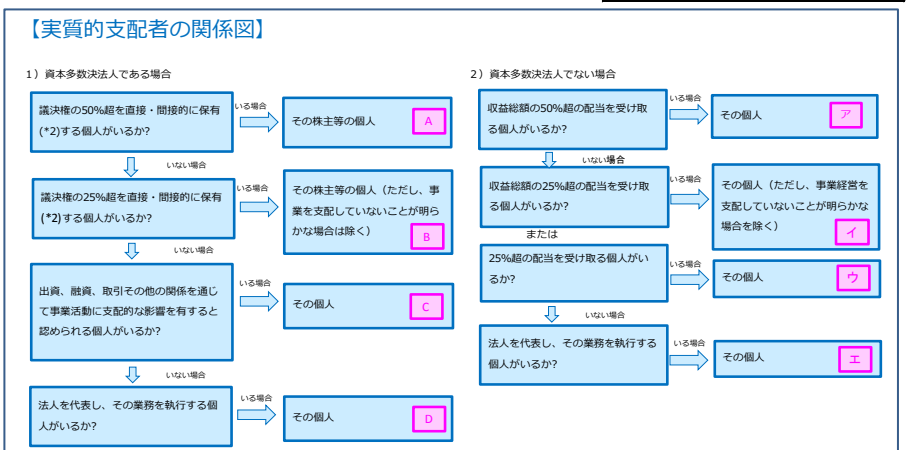 【実質的支配者の関係図】
1）資本多数決法人である場合
議決権の50%超を直接・間接的に保有
(*2)する個人がいるか?
いる場合
その株主等の個人
A
いない場合
議決権の25%超を直接・間接的に保有
(*2)する個人がいるか?
いる場合
その株主等の個人（ただし、事
業を支配していないことが明ら
かな場合は除く）
B
いない場合
出資、融資、取引その他の関係を通じ
て事業活動に支配的な影響を有すると
認められる個人がいるか?
いる場合
その個人
C
いない場合
法人を代表し、その業務を執行する個
人がいるか?
いる場合
その個人
D
2）資本多数決法人でない場合
収益総額の50%超の配当を受け取
る個人がいるか?
いる場合
その個人
ア
いない場合
収益総額の25%超の配当を受け取
る個人がいるか?
いる場合
その個人（ただし、事業経営を
支配していないことが明らかな
場合を除く）
イ
または
25%超の配当を受け取る個人がい
るか?
いる場合
その個人
ウ
いない場合
法人を代表し、その業務を執行する
個人がいるか?
いる場合
その個人
エ